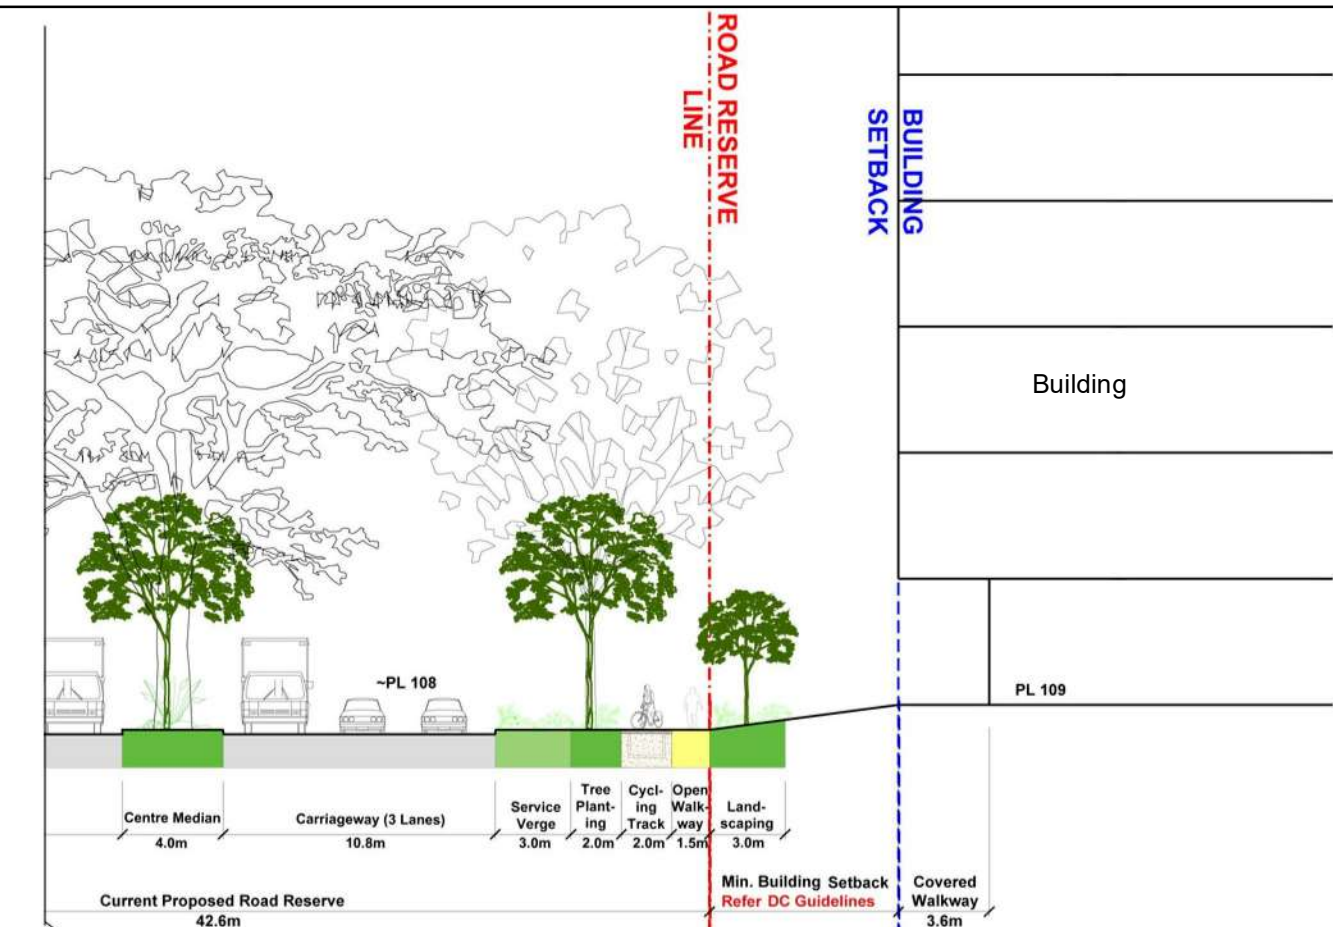 ROAD RESERVE
LINE
BUILDING
SETBACK
Building
~PL 108
PL 109
Centre Median
4.0m
Carriageway (3 Lanes)
10.8m
Service
Verge
3.0m
Tree
Plant-
ing
2.0m
Cycl-
ing
Track
2.0m
Open
Walk-
way
1.5m
Land-
scaping
3.0m
Current Proposed Road Reserve
42.6m
Min. Building Setback
Refer DC Guidelines
Covered
Walkway
3.6m